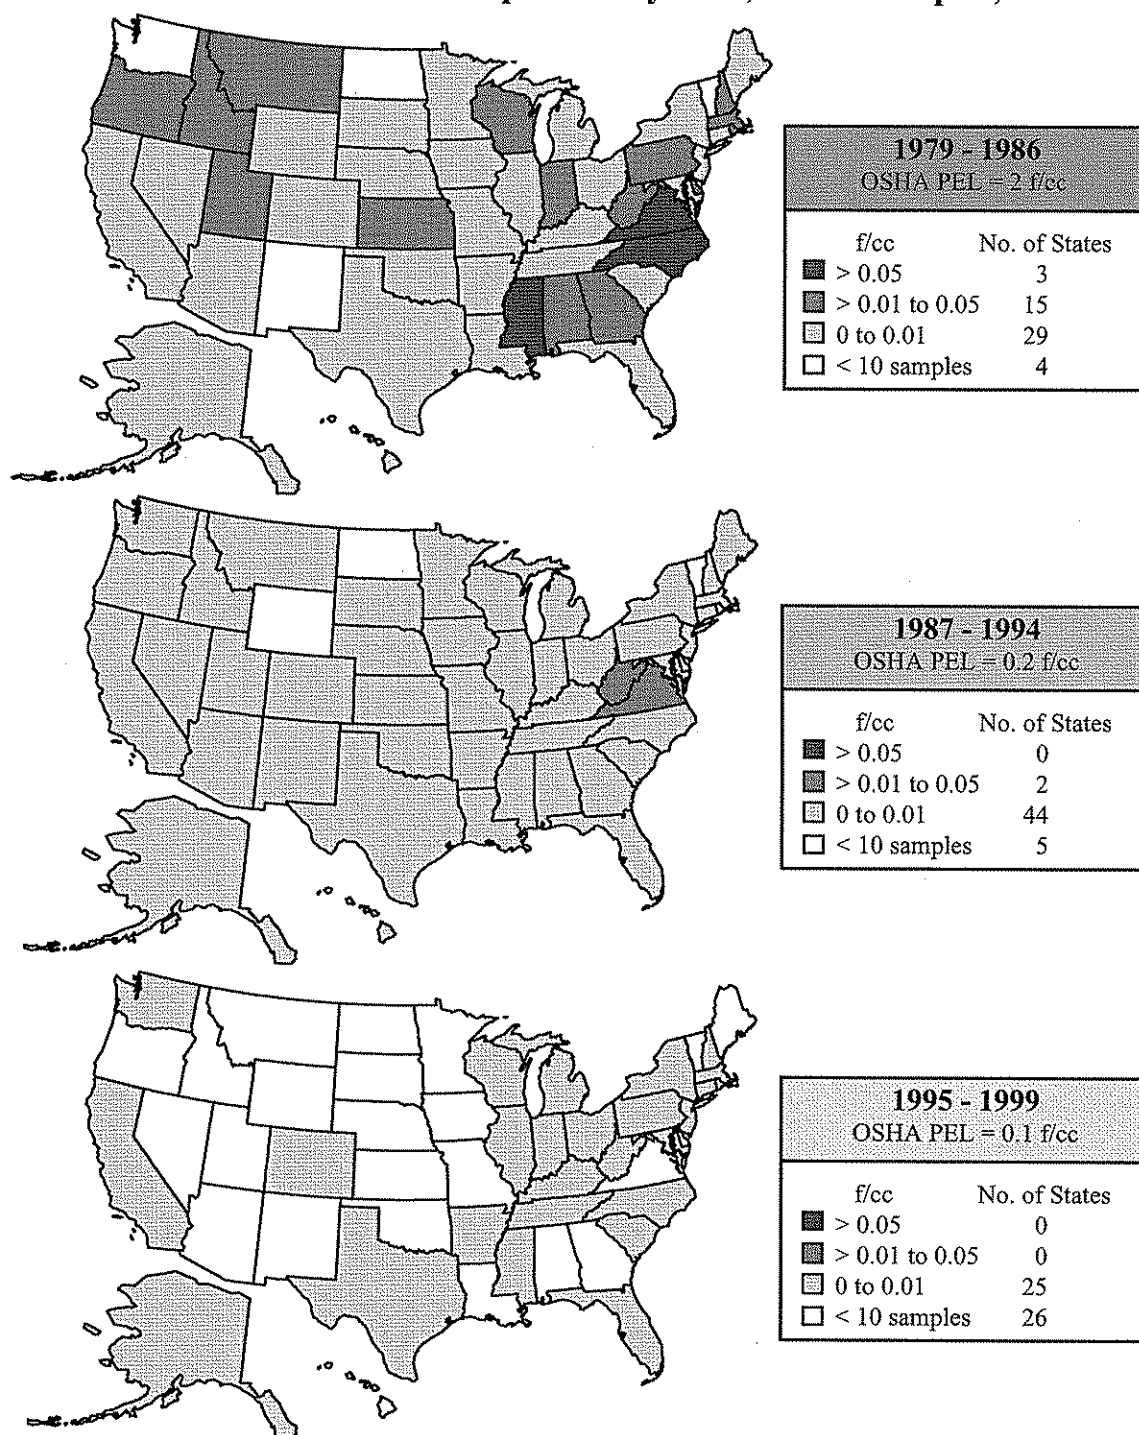 1979 - 1986
OSHA PEL = 2 f/cc
f/cc No. of States
> 0.05 3
> 0.01 to 0.05 15
0 to 0.01 29
< 10 samples 4
1987 - 1994
OSHA PEL = 0.2 f/cc
f/cc No. of States
> 0.05 0
> 0.01 to 0.05 2
0 to 0.01 44
< 10 samples 5
1995 - 1999
OSHA PEL = 0.1 f/cc
f/cc No. of States
> 0.05 0
> 0.01 to 0.05 0
0 to 0.01 25
< 10 samples 26